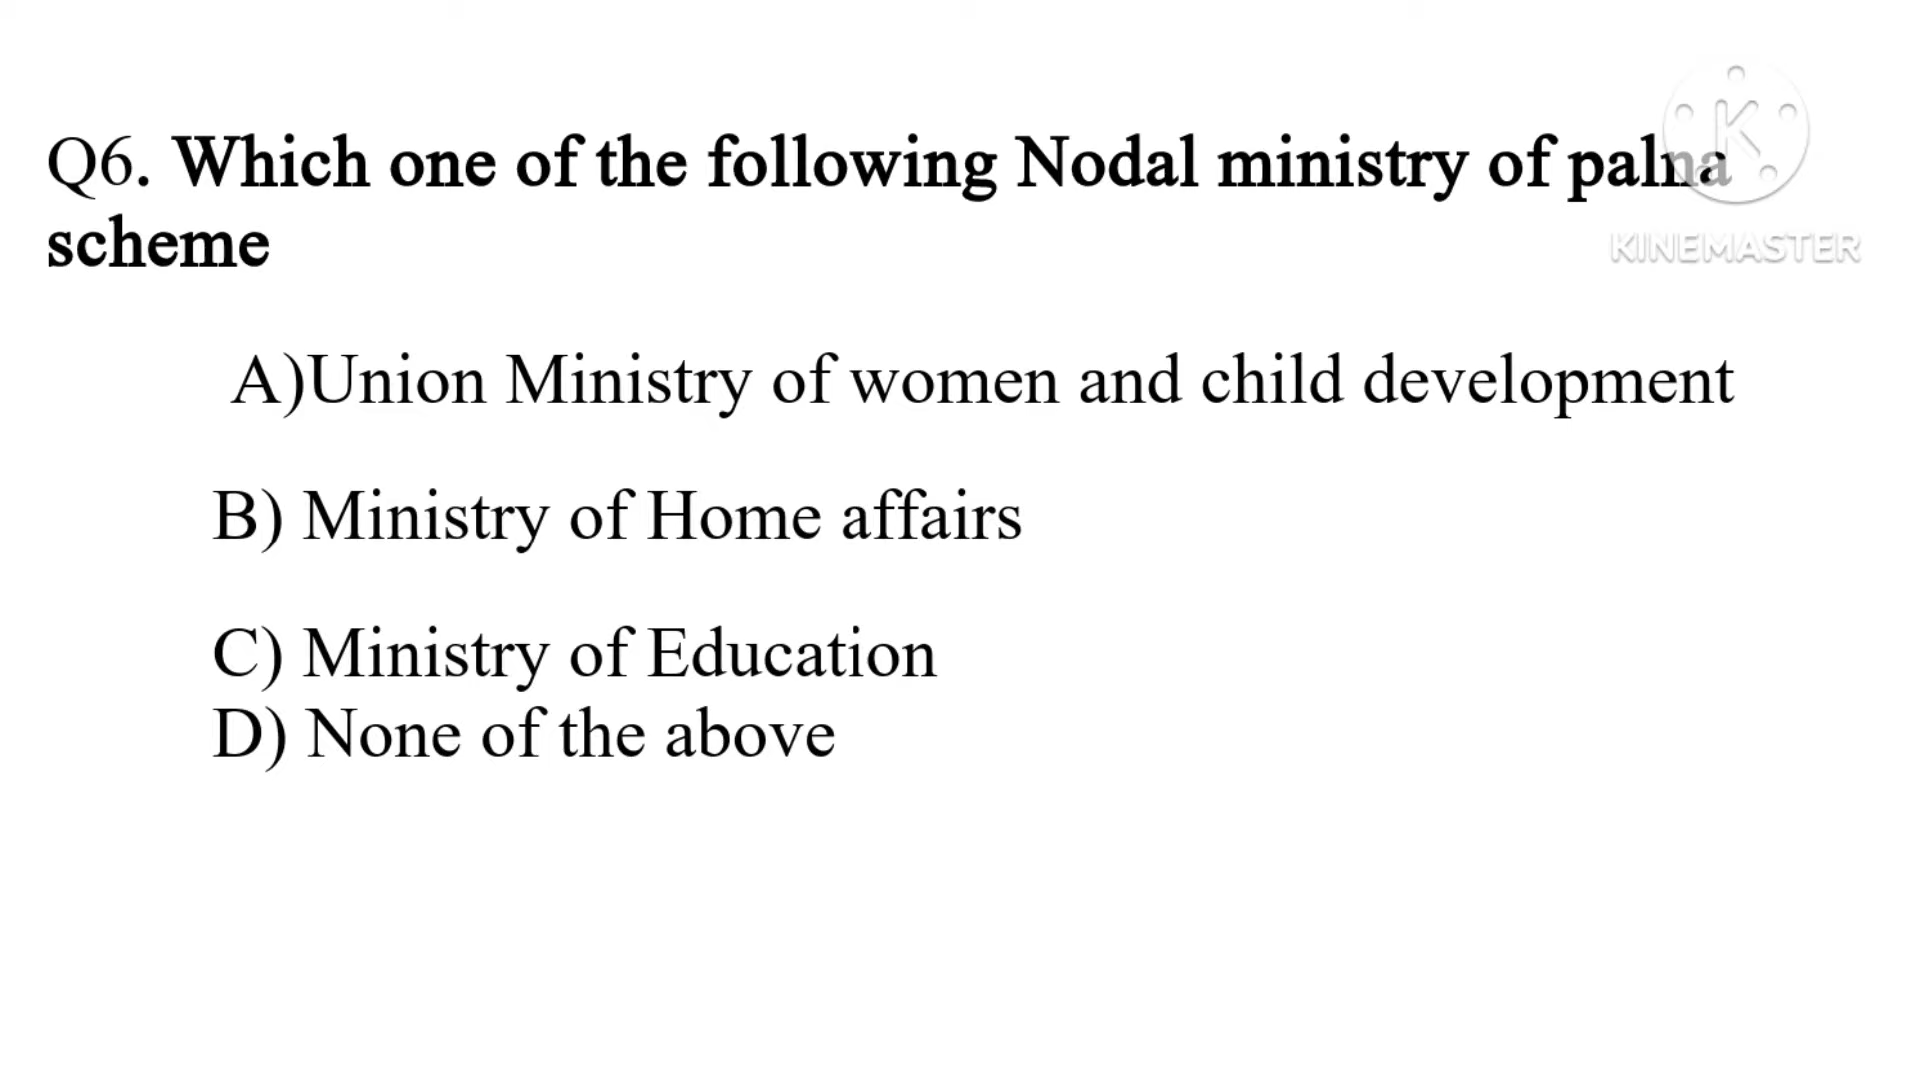 Q6. Which one of the following Nodal ministry of palna
scheme
KINEMASTER
A)Union Ministry of women and child development
B) Ministry of Home affairs
C) Ministry of Education
D) None of the above